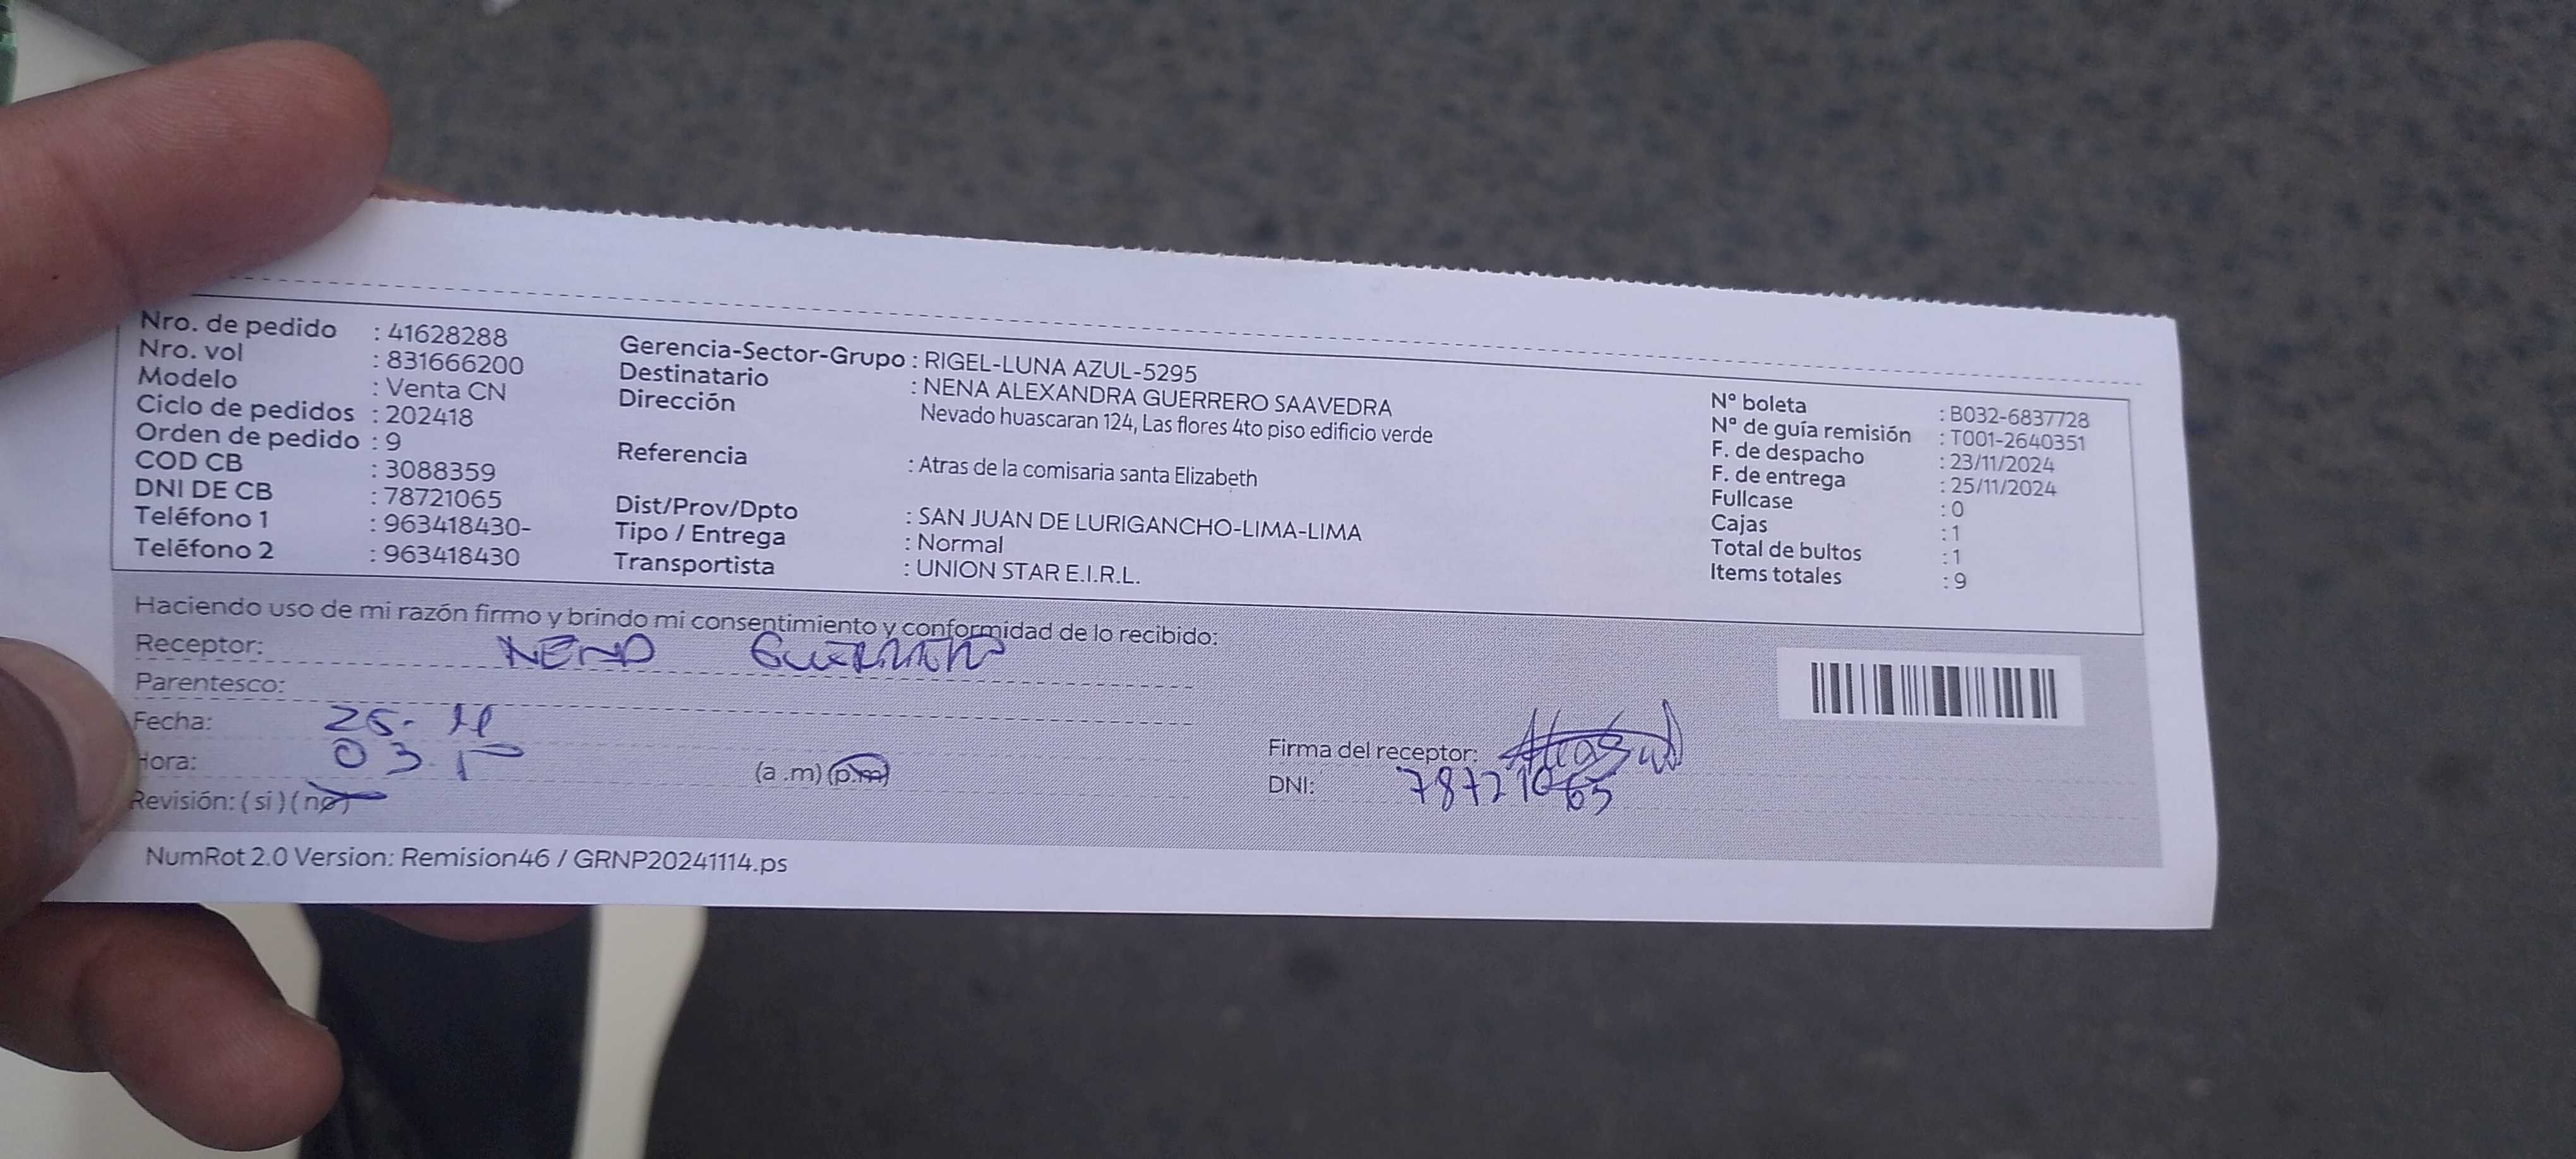 Nro. de pedido : 41628288
Nro. vol : 831666200
Modelo : Venta CN
Ciclo de pedidos : 202418
Orden de pedido : 9
COD CB : 3088359
DNI DE CB : 78721065
Teléfono 1 : 963418430-
Teléfono 2 : 963418430
Gerencia-Sector-Grupo : RIGEL-LUNA AZUL-5295
Destinatario : NENA ALEXANDRA GUERRERO SAAVEDRA
Dirección Nevado huascaran 124, Las flores 4to piso edificio verde
Referencia : Atras de la comisaria santa Elizabeth
Dist/Prov/Dpto : SAN JUAN DE LURIGANCHO-LIMA-LIMA
Tipo / Entrega : Normal
Transportista : UNION STAR E.I.R.L.
N° boleta : B032-6837728
N° de guía remisión : T001-2640351
F. de despacho : 23/11/2024
F. de entrega : 25/11/2024
Fullcase : 0
Cajas : 1
Total de bultos : 1
Items totales : 9
Haciendo uso de mi razón firmo y brindo mi consentimiento y conformidad de lo recibido:
Receptor: NENA GUERRERO
Parentesco:
Fecha: 25. 11
Hora: 03. (a .m) (p.m)
Revisión: (si) (no)
Firma del receptor:
DNI: 78721065
NumRot 2.0 Version: Remision46 / GRNP20241114.ps